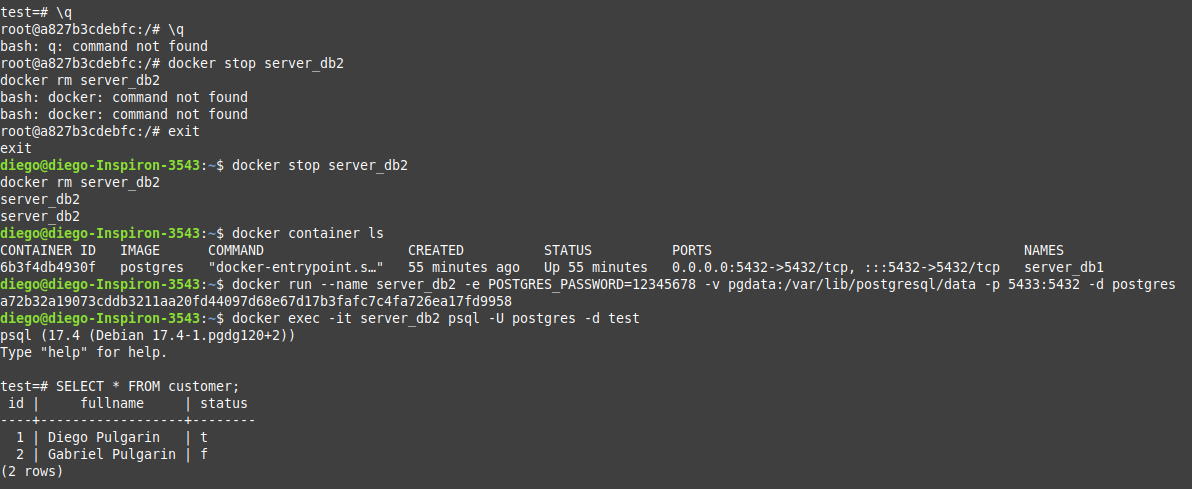 test=# \q
root@a827b3cdebfc:/# \q
bash: q: command not found
root@a827b3cdebfc:/# docker stop server_db2
docker rm server_db2
bash: docker: command not found
bash: docker: command not found
root@a827b3cdebfc:/# exit
exit
diego@diego-Inspiron-3543:~$ docker stop server_db2
docker rm server_db2
server_db2
server_db2
diego@diego-Inspiron-3543:~$ docker container ls
CONTAINER ID   IMAGE      COMMAND                  CREATED          STATUS          PORTS                                       NAMES
6b3f4db4930f   postgres   "docker-entrypoint.s…"   55 minutes ago   Up 55 minutes   0.0.0.0:5432->5432/tcp, :::5432->5432/tcp   server_db1
diego@diego-Inspiron-3543:~$ docker run --name server_db2 -e POSTGRES_PASSWORD=12345678 -v pgdata:/var/lib/postgresql/data -p 5433:5432 -d postgres
a72b32a19073cddb3211aa20fd44097d68e67d17b3fafc7c4fa726ea17fd9958
diego@diego-Inspiron-3543:~$ docker exec -it server_db2 psql -U postgres -d test
psql (17.4 (Debian 17.4-1.pgdg120+2))
Type "help" for help.

test=# SELECT * FROM customer;
 id |     fullname     | status
----+------------------+--------
  1 | Diego Pulgarin   | t
  2 | Gabriel Pulgarin | f
(2 rows)